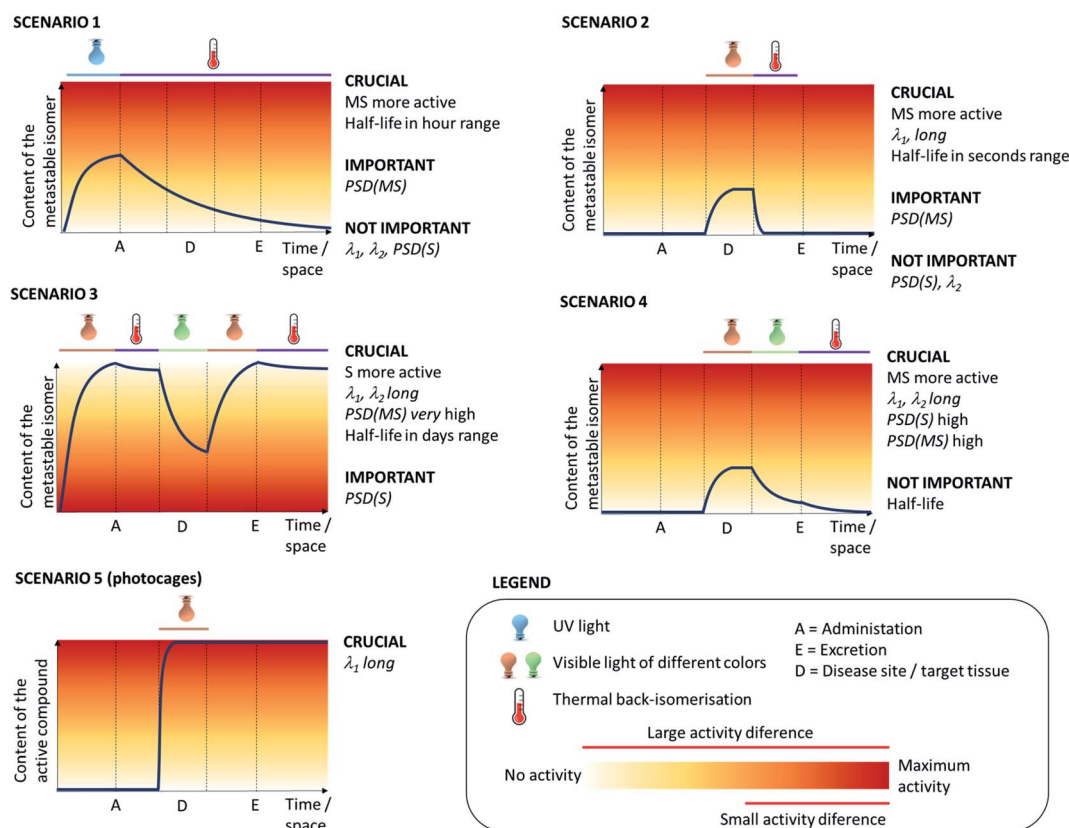 SCENARIO 1
Content of the
metastable isomer
A
D
E
Time /
space
CRUCIAL
MS more active
Half-life in hour range
IMPORTANT
PSD(MS)
NOT IMPORTANT
λ1, λ2, PSD(S)
SCENARIO 2
Content of the
metastable isomer
A
D
E
Time /
space
CRUCIAL
MS more active
λ1, long
Half-life in seconds range
IMPORTANT
PSD(MS)
NOT IMPORTANT
PSD(S), λ2
SCENARIO 3
Content of the
metastable isomer
A
D
E
Time /
space
CRUCIAL
S more active
λ1, λ2 long
PSD(MS) very high
Half-life in days range
IMPORTANT
PSD(S)
SCENARIO 4
Content of the
metastable isomer
A
D
E
Time /
space
CRUCIAL
MS more active
λ1, λ2 long
PSD(S) high
PSD(MS) high
NOT IMPORTANT
Half-life
SCENARIO 5 (photocages)
Content of the
active compound
A
D
E
Time /
space
CRUCIAL
λ1 long
LEGEND
UV light
Visible light of different colors
Thermal back-isomerisation
A = Administation
E = Excretion
D = Disease site / target tissue
Large activity diference
No activity
Maximum
activity
Small activity diference